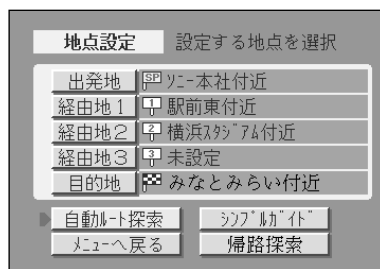 地点設定 設定する地点を選択
出発地 SP ｿﾆｰ本社付近
経由地1 1 駅前東付近
経由地2 2 横浜ｽﾀｼﾞｱﾑ付近
経由地3 3 未設定
目的地 みなとみらい付近
自動ﾙｰﾄ探索 ｼﾝﾌﾟﾙｶﾞｲﾄﾞ
ﾒﾆｭｰへ戻る 帰路探索